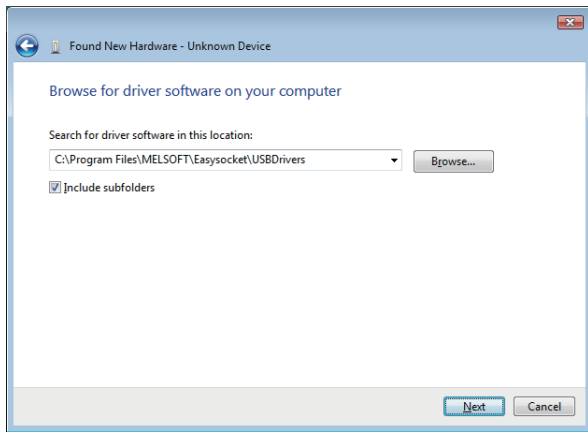 Found New Hardware - Unknown Device
Browse for driver software on your computer
Search for driver software in this location:
C:\Program Files\MELSOFT\Easysocket\USBDrivers
Browse...
Include subfolders
Next
Cancel